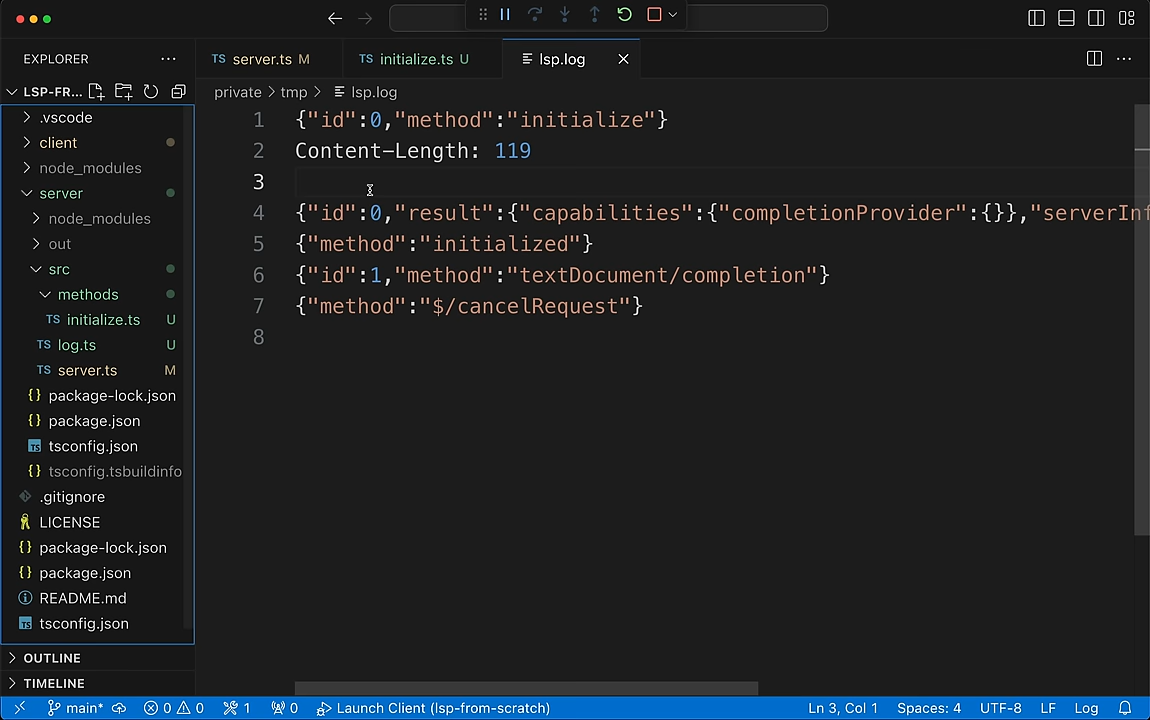 EXPLORER
TS server.ts M
TS initialize.ts U
lsp.log
LSP-FR...
private > tmp > lsp.log
.vscode
client
node_modules
server
node_modules
out
src
methods
TS initialize.ts U
TS log.ts U
TS server.ts M
{} package-lock.json
{} package.json
TS tsconfig.json
{} tsconfig.tsbuildinfo
.gitignore
LICENSE
{} package-lock.json
{} package.json
README.md
TS tsconfig.json
OUTLINE
TIMELINE
1 {"id":0,"method":"initialize"}
2 Content-Length: 119
3
4 {"id":0,"result":{"capabilities":{"completionProvider":{}},"serverInf
5 {"method":"initialized"}
6 {"id":1,"method":"textDocument/completion"}
7 {"method":"$/cancelRequest"}
8
main* 0 0 1 0 Launch Client (lsp-from-scratch) Ln 3, Col 1 Spaces: 4 UTF-8 LF Log